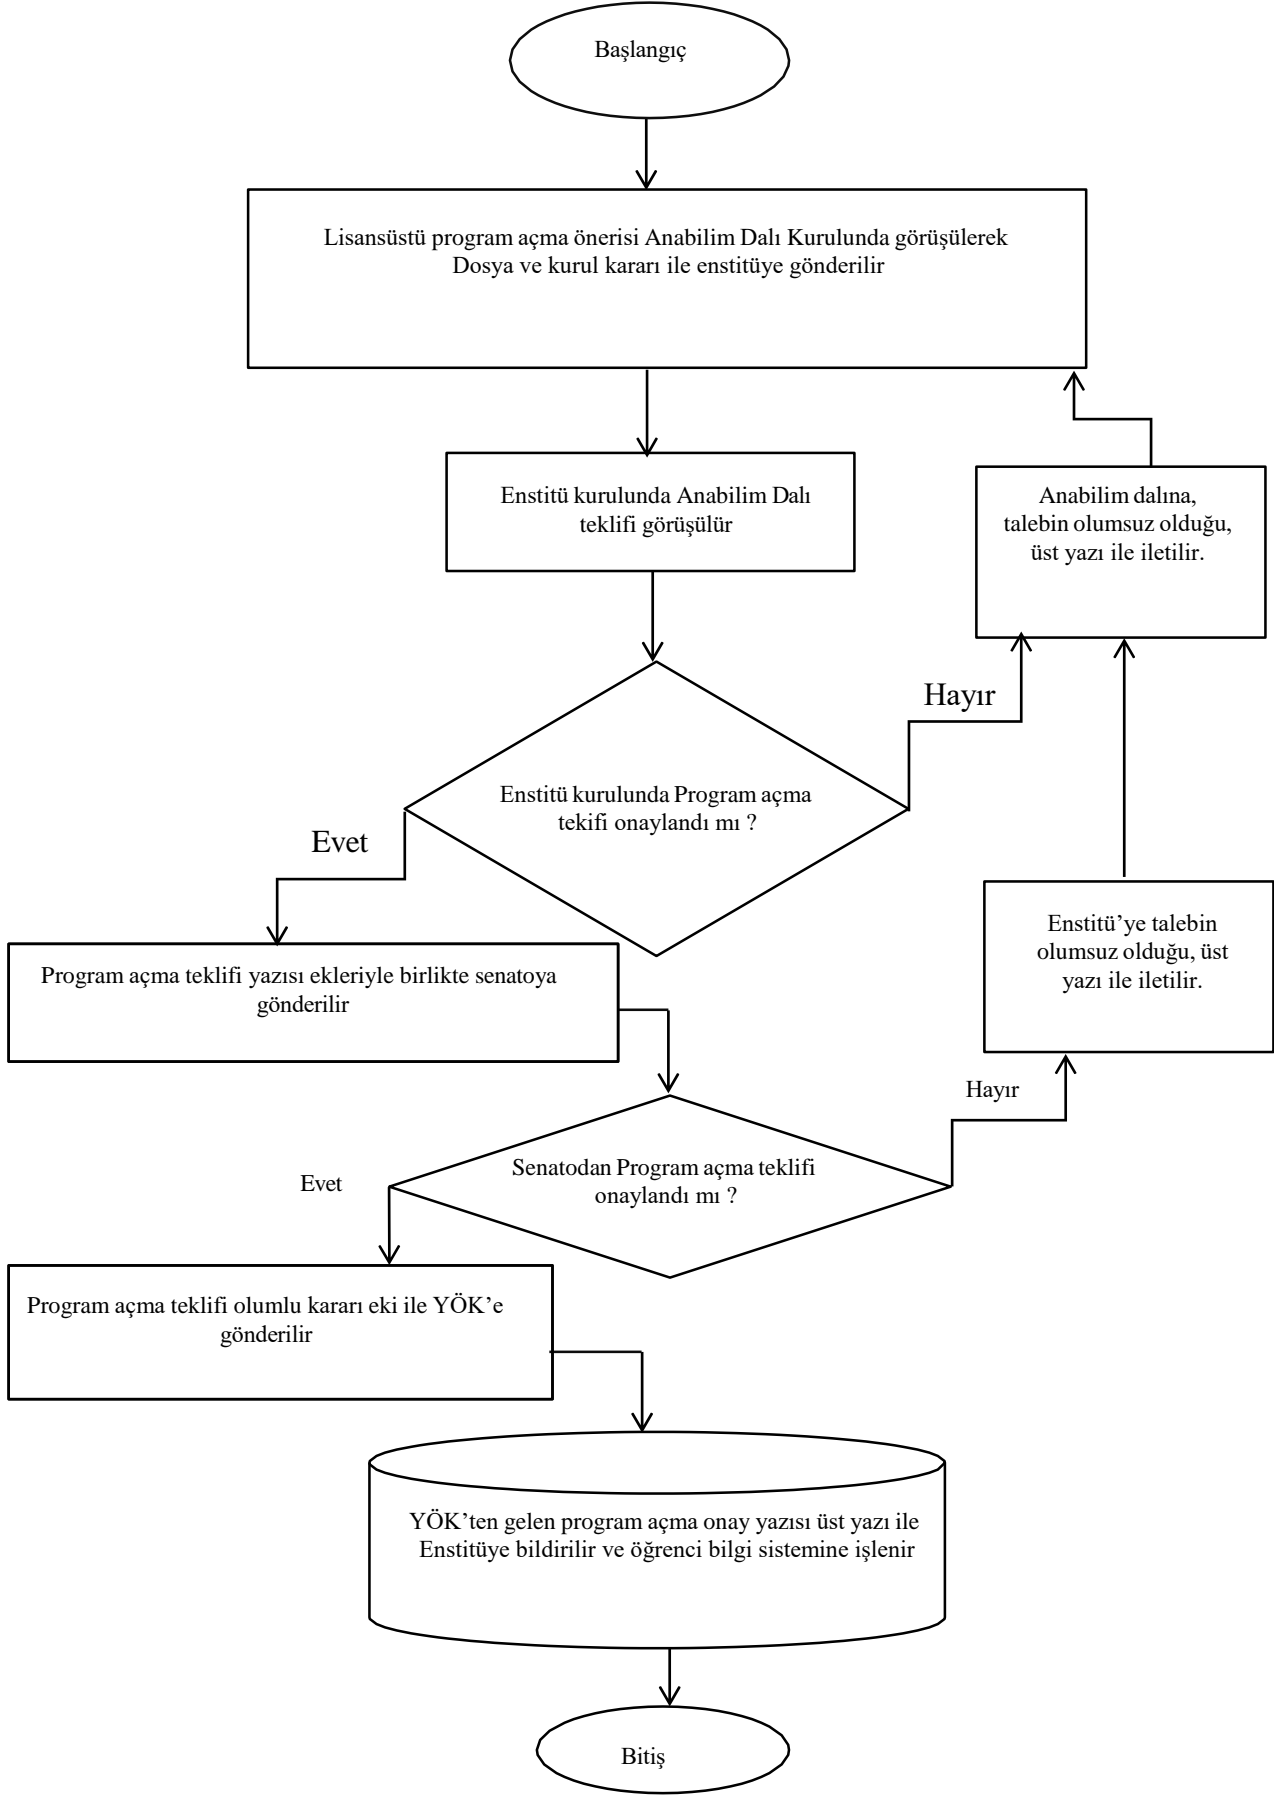 Başlangıç
Lisansüstü program açma önerisi Anabilim Dalı Kurulunda görüşülerek
Dosya ve kurul kararı ile enstitüye gönderilir
Enstitü kurulunda Anabilim Dalı
teklifi görüşülür
Anabilim dalına,
talebin olumsuz olduğu,
üst yazı ile iletilir.
Hayır
Enstitü kurulunda Program açma
tekifi onaylandı mı ?
Evet
Enstitü’ye talebin
olumsuz olduğu, üst
yazı ile iletilir.
Program açma teklifi yazısı ekleriyle birlikte senatoya
gönderilir
Hayır
Senatodan Program açma teklifi
onaylandı mı ?
Evet
Program açma teklifi olumlu kararı eki ile YÖK’e
gönderilir
YÖK’ten gelen program açma onay yazısı üst yazı ile
Enstitüye bildirilir ve öğrenci bilgi sistemine işlenir
Bitiş